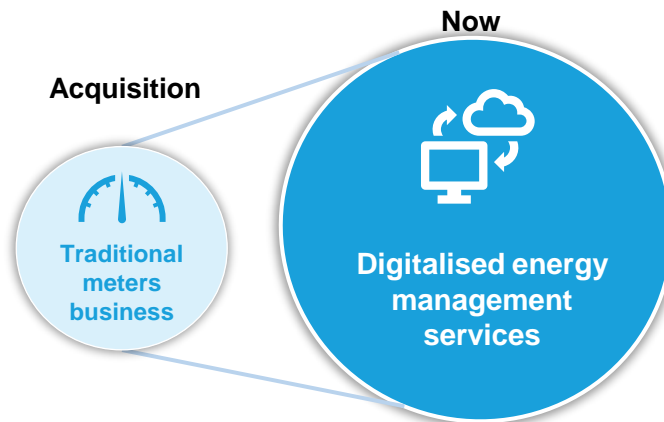 Now
Acquisition
Traditional
meters
business
Digitalised energy
management
services